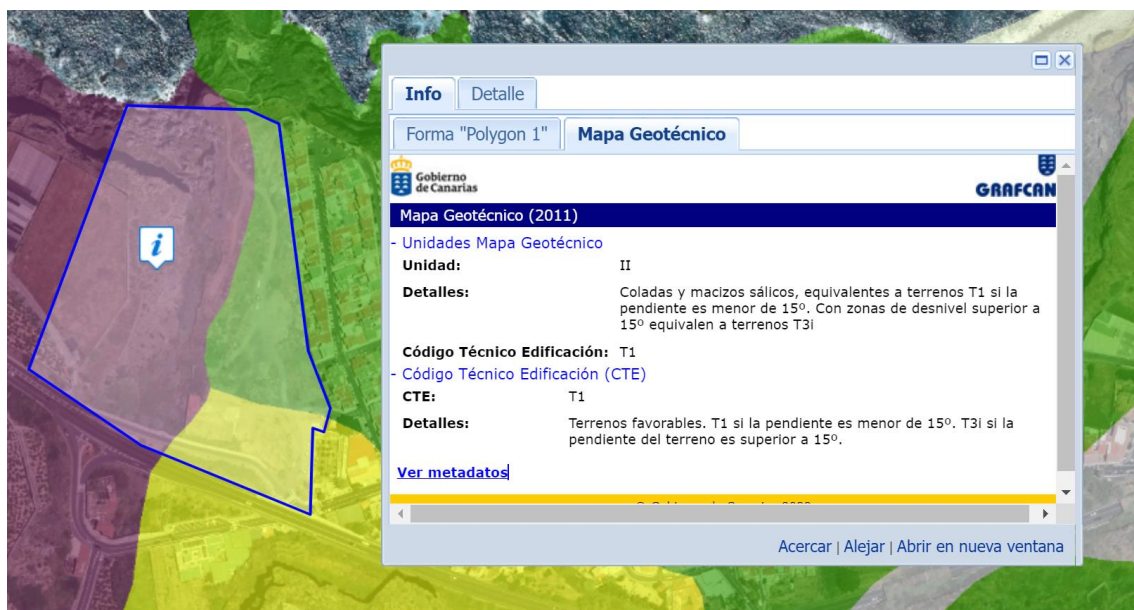 Info Detalle
Forma "Polygon 1" Mapa Geotécnico
Gobierno
de Canarias
GRAFCAN
Mapa Geotécnico (2011)
- Unidades Mapa Geotécnico
Unidad: II
Detalles: Coladas y macizos sálicos, equivalentes a terrenos T1 si la
pendiente es menor de 15º. Con zonas de desnivel superior a
15º equivalen a terrenos T3i
Código Técnico Edificación: T1
- Código Técnico Edificación (CTE)
CTE: T1
Detalles: Terrenos favorables. T1 si la pendiente es menor de 15º. T3i si la
pendiente del terreno es superior a 15º.
Ver metadatos
Acercar | Alejar | Abrir en nueva ventana
i